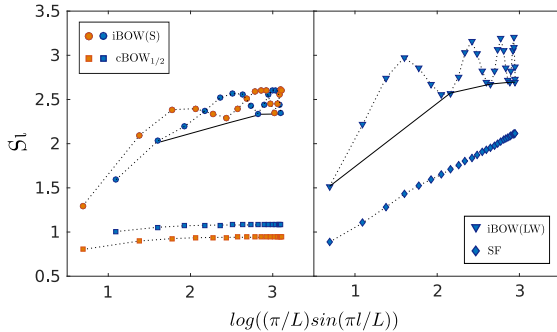 3.5
3
2.5
2
1.5
1
0.5
S_l
iBOW(S)
cBOW_{1/2}
iBOW(LW)
SF
1 2 3
1 2 3
log((π/L)sin(πl/L))